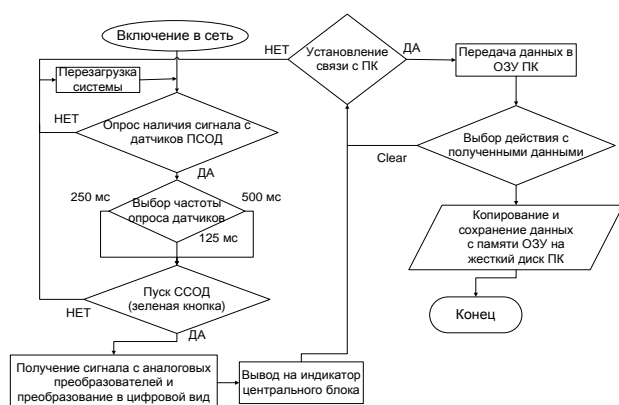 Включение в сеть
Перезагрузка
системы
НЕТ
Опрос наличия сигнала с
датчиков ПСОД
ДА
250 мс
Выбор частоты
опроса датчиков
500 мс
125 мс
Пуск ССОД
(зеленая кнопка)
НЕТ
ДА
Получение сигнала с аналоговых
преобразователей и
преобразование в цифровой вид
Вывод на индикатор
центрального блока
НЕТ
Установление
связи с ПК
ДА
Передача данных в
ОЗУ ПК
Выбор действия с
полученными данными
Clear
Копирование и
сохранение данных
с памяти ОЗУ на
жесткий диск ПК
Конец